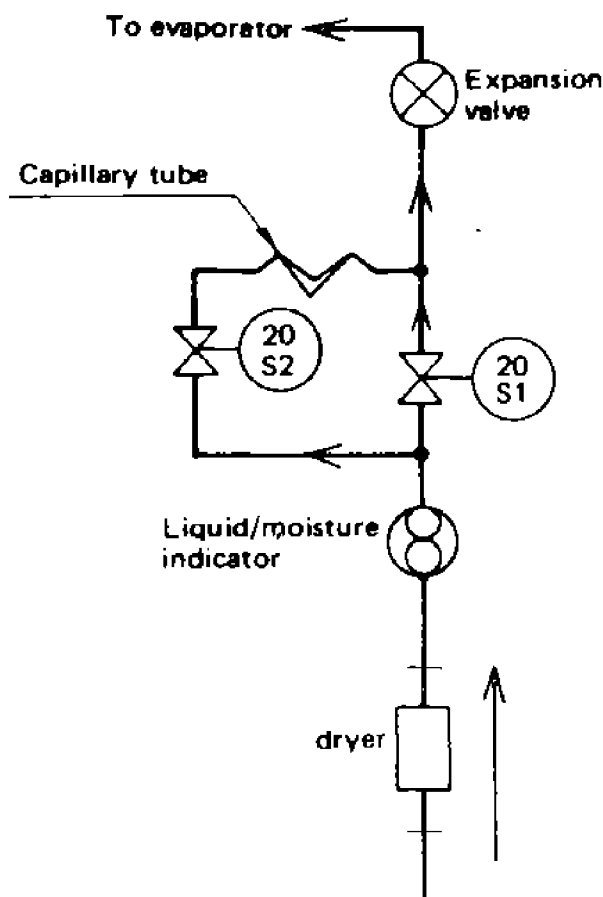 To evaporator
Expansion
valve
Capillary tube
20
S2
20
S1
Liquid/moisture
indicator
dryer